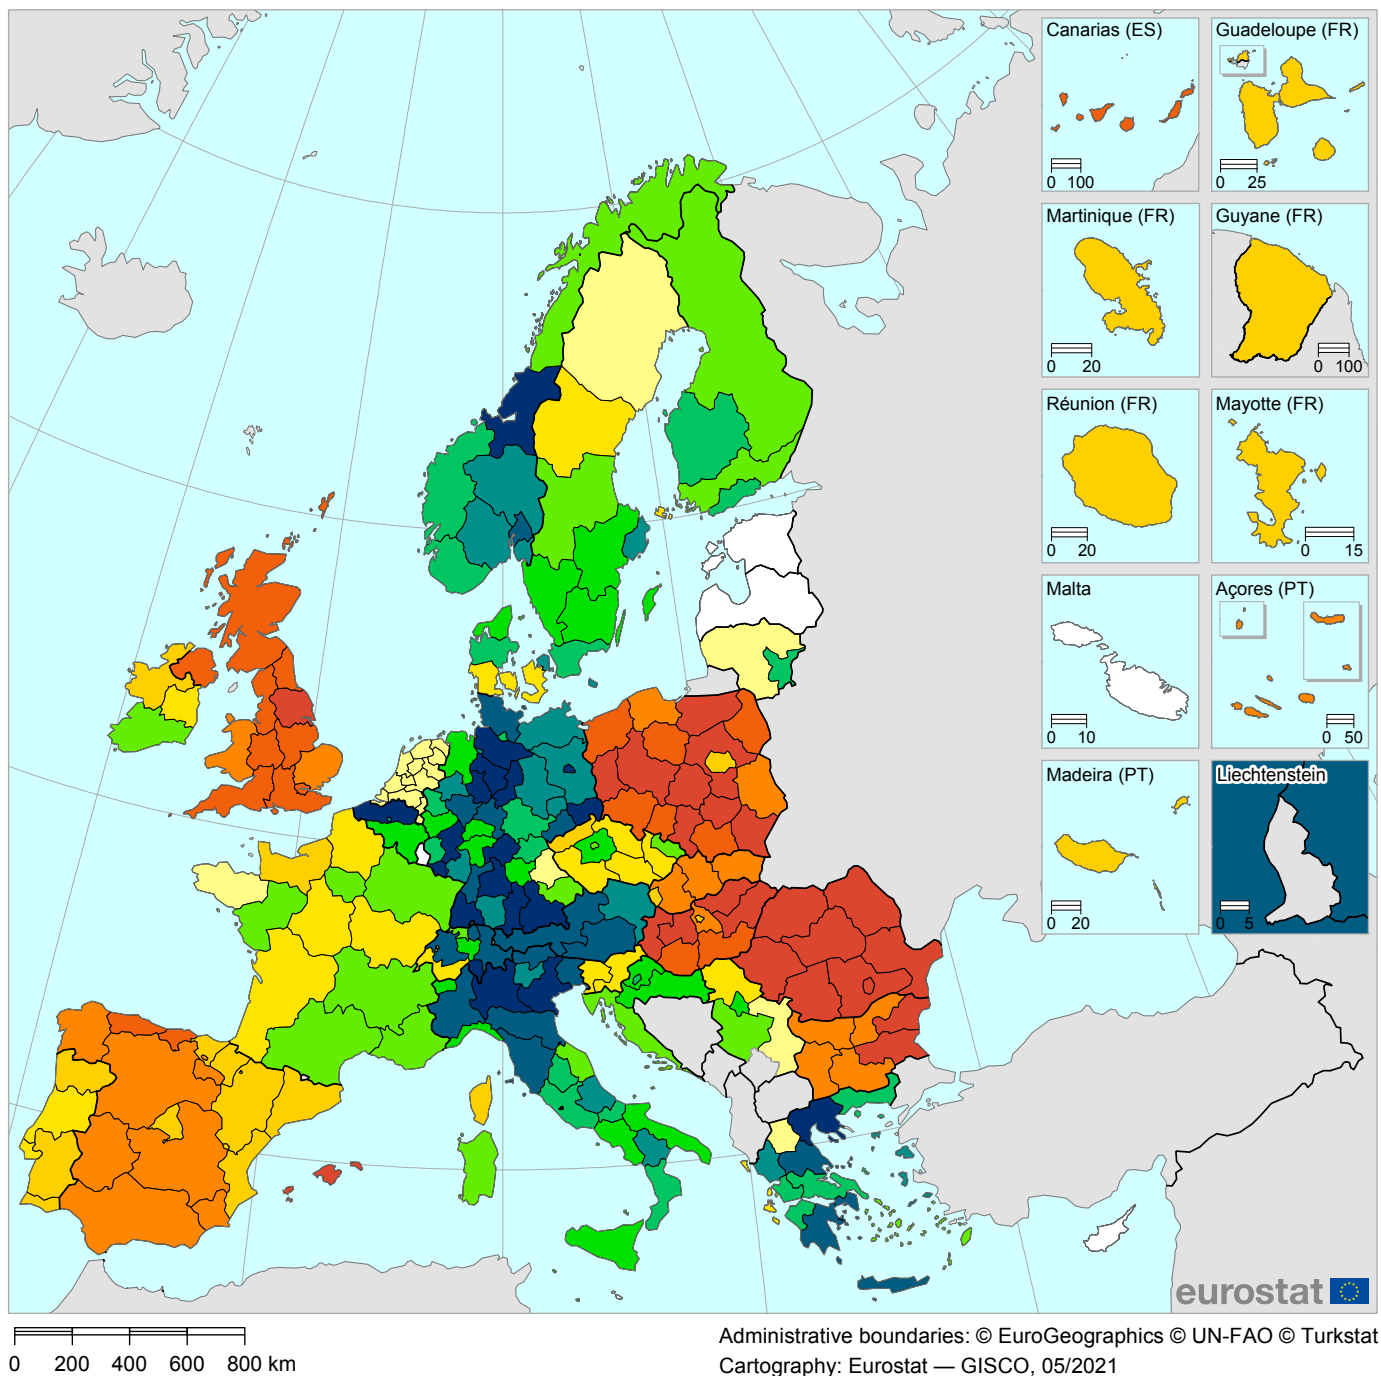 Canarias (ES)
0 100
Guadeloupe (FR)
0 25
Martinique (FR)
0 20
Guyane (FR)
0 100
Réunion (FR)
0 20
Mayotte (FR)
0 15
Malta
0 10
Açores (PT)
0 50
Madeira (PT)
0 20
Liechtenstein
0 5
eurostat
0 200 400 600 800 km
Administrative boundaries: © EuroGeographics © UN-FAO © Turkstat
Cartography: Eurostat — GISCO, 05/2021